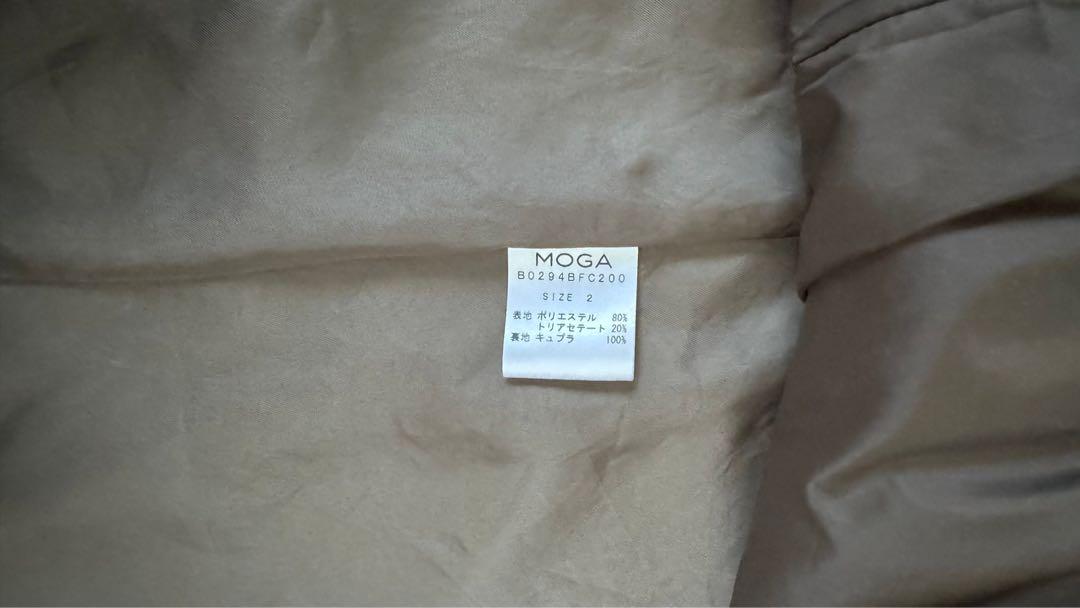 MOGA
B0294BFC200
SIZE 2
表地 ポリエステル 80%
トリアセテート 20%
裏地 キュプラ 100%